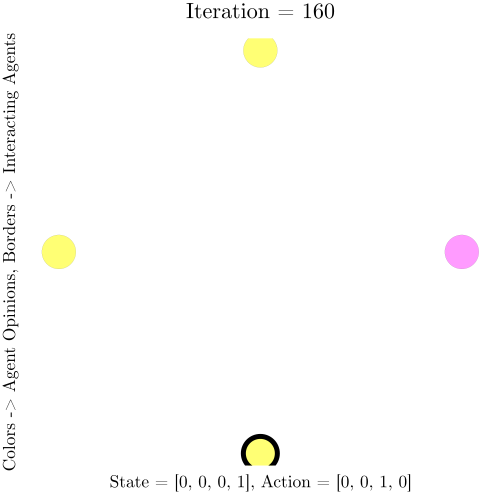 Iteration = 160
Colors -> Agent Opinions, Borders -> Interacting Agents
State = [0, 0, 0, 1], Action = [0, 0, 1, 0]